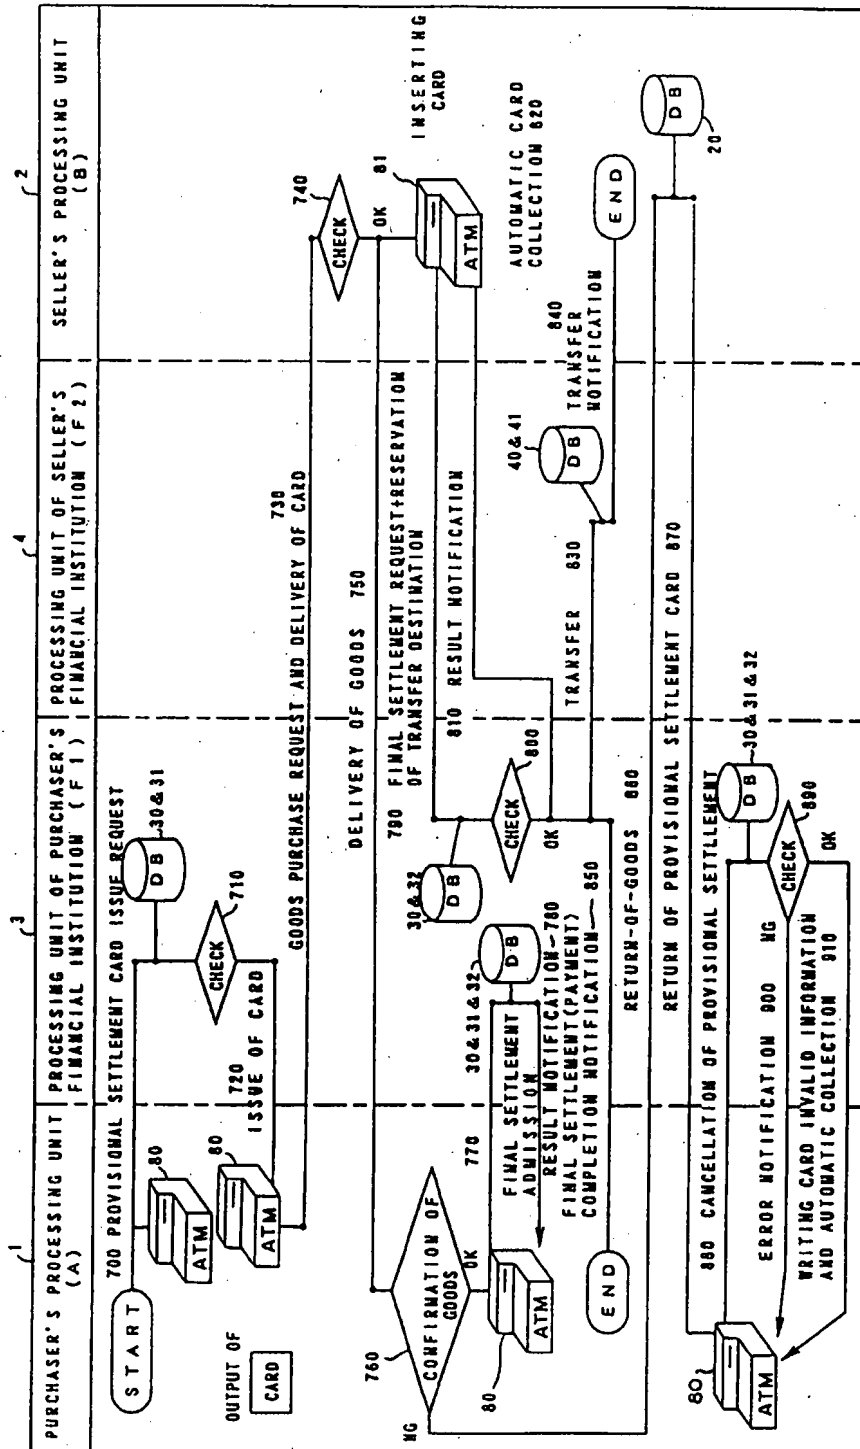 1
PURCHASER'S PROCESSING UNIT
(A)
3
PROCESSING UNIT OF PURCHASER'S
FINANCIAL INSTITUTION (F1)
4
PROCESSING UNIT OF SELLER'S
FINANCIAL INSTITUTION (F2)
2
SELLER'S PROCESSING UNIT
(B)
START
700 PROVISIONAL SETTLEMENT CARD ISSUE REQUEST
80
ATM
DB
30&31
CHECK
710
80
ATM
720
ISSUE OF CARD
OUTPUT OF
CARD
GOODS PURCHASE REQUEST AND DELIVERY OF CARD
730
CHECK
740
OK
DELIVERY OF GOODS 750
760
CONFIRMATION OF
GOODS
NG
OK
81
ATM
INSERTING
CARD
790 FINAL SETTLEMENT REQUEST+RESERVATION
OF TRANSFER DESTINATION
30&32
DB
CHECK
800
OK
810 RESULT NOTIFICATION
AUTOMATIC CARD
COLLECTION 820
80
ATM
770
FINAL SETTLEMENT
ADMISSION
30&31&32
DB
RESULT NOTIFICATION-780
FINAL SETTLEMENT(PAYMENT)
COMPLETION NOTIFICATION-850
TRANSFER 830
40&41
DB
840
TRANSFER
NOTIFICATION
END
END
RETURN-OF-GOODS 860
RETURN OF PROVISIONAL SETTLLEMENT CARD 870
DB
20
80
ATM
880 CANCELLATION OF PROVISIONAL SETTLEMENT
DB
30&31&32
CHECK
890
NG
OK
ERROR NOTIFICATION 900
WRITING CARD INVALID INFORMATION
AND AUTOMATIC COLLECTION 910